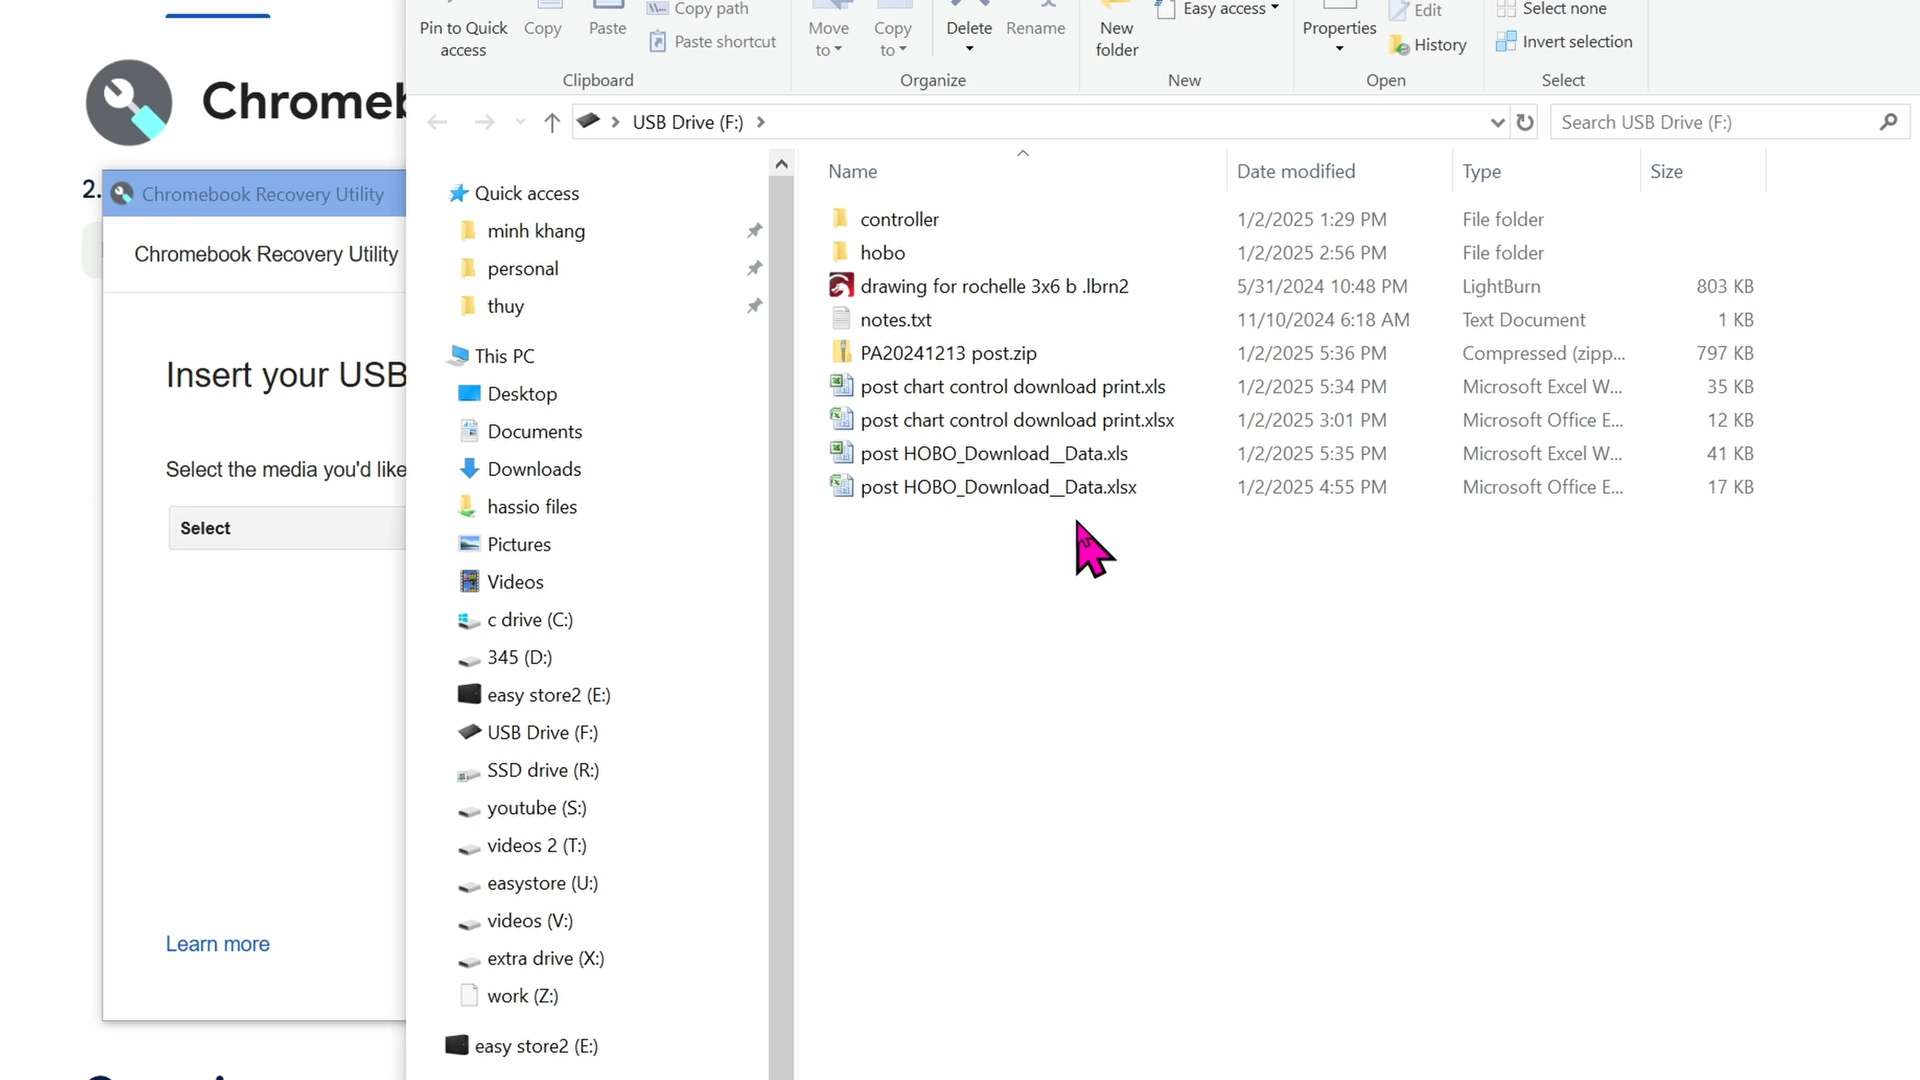 Pin to Quick access
Copy
Paste
Copy path
Paste shortcut
Clipboard
Move to
Copy to
Delete
Rename
Organize
New folder
Easy access
New
Properties
Edit
History
Open
Select none
Invert selection
Select
USB Drive (F:)
Search USB Drive (F:)
2.
Chromebook Recovery Utility
Chromebook Recovery Utility
Insert your USB
Select the media you'd like
Select
Learn more
Quick access
minh khang
personal
thuy
This PC
Desktop
Documents
Downloads
hassio files
Pictures
Videos
c drive (C:)
345 (D:)
easy store2 (E:)
USB Drive (F:)
SSD drive (R:)
youtube (S:)
videos 2 (T:)
easystore (U:)
videos (V:)
extra drive (X:)
work (Z:)
easy store2 (E:)
Name Date modified Type Size
controller 1/2/2025 1:29 PM File folder
hobo 1/2/2025 2:56 PM File folder
drawing for rochelle 3x6 b .lbrn2 5/31/2024 10:48 PM LightBurn 803 KB
notes.txt 11/10/2024 6:18 AM Text Document 1 KB
PA20241213 post.zip 1/2/2025 5:36 PM Compressed (zipp... 797 KB
post chart control download print.xls 1/2/2025 5:34 PM Microsoft Excel W... 35 KB
post chart control download print.xlsx 1/2/2025 3:01 PM Microsoft Office E... 12 KB
post HOBO_Download__Data.xls 1/2/2025 5:35 PM Microsoft Excel W... 41 KB
post HOBO_Download__Data.xlsx 1/2/2025 4:55 PM Microsoft Office E... 17 KB